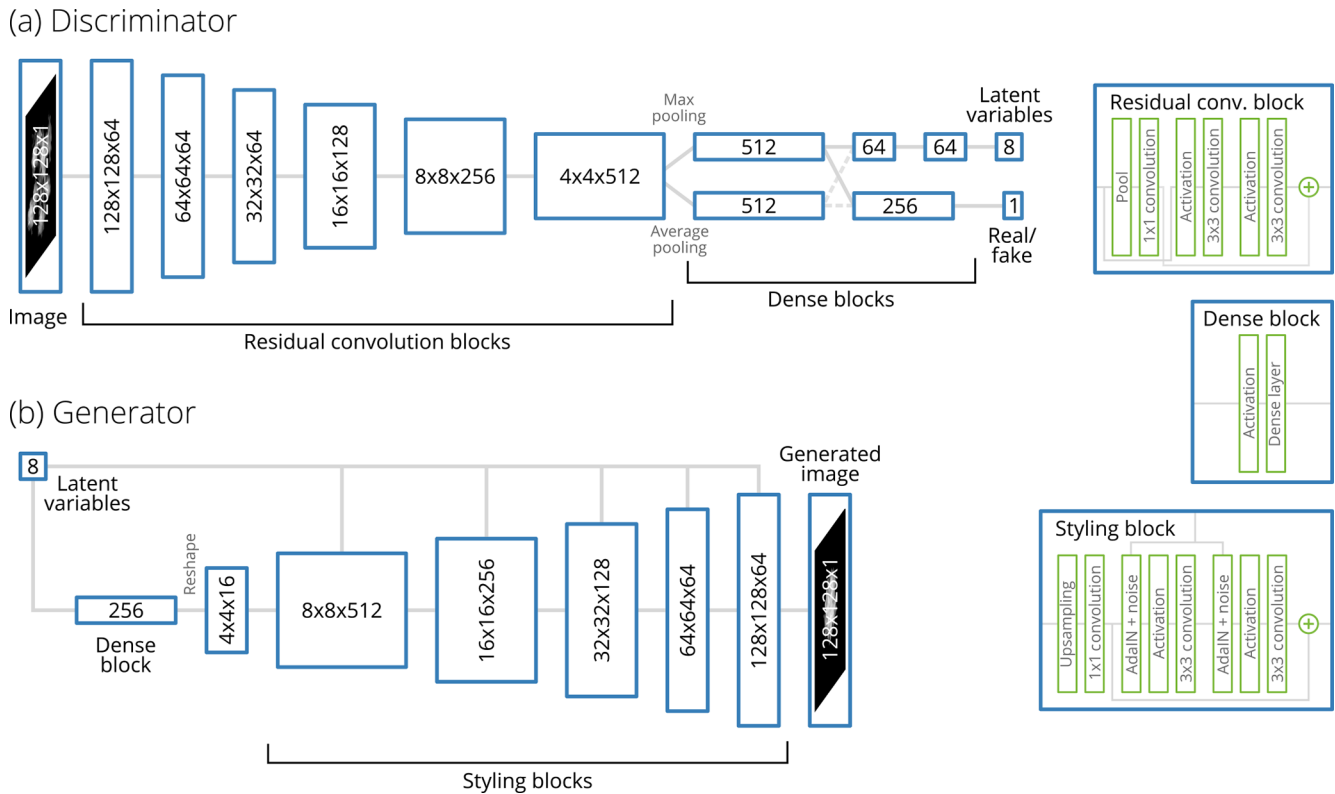 (a) Discriminator
128x128x1
128x128x64
64x64x64
32x32x64
16x16x128
8x8x256
4x4x512
Max
pooling
512
512
Average
pooling
64
64
Latent
variables
8
256
1
Real/
fake
Image
Residual convolution blocks
Dense blocks
Residual conv. block
Pool
1x1 convolution
Activation
3x3 convolution
Activation
3x3 convolution
Dense block
Activation
Dense layer
(b) Generator
8
Latent
variables
256
Dense
block
Reshape
4x4x16
8x8x512
16x16x256
32x32x128
64x64x64
128x128x64
Generated
image
128x128x1
Styling blocks
Styling block
Upsampling
1x1 convolution
AdaIN + noise
Activation
3x3 convolution
AdaIN + noise
Activation
3x3 convolution